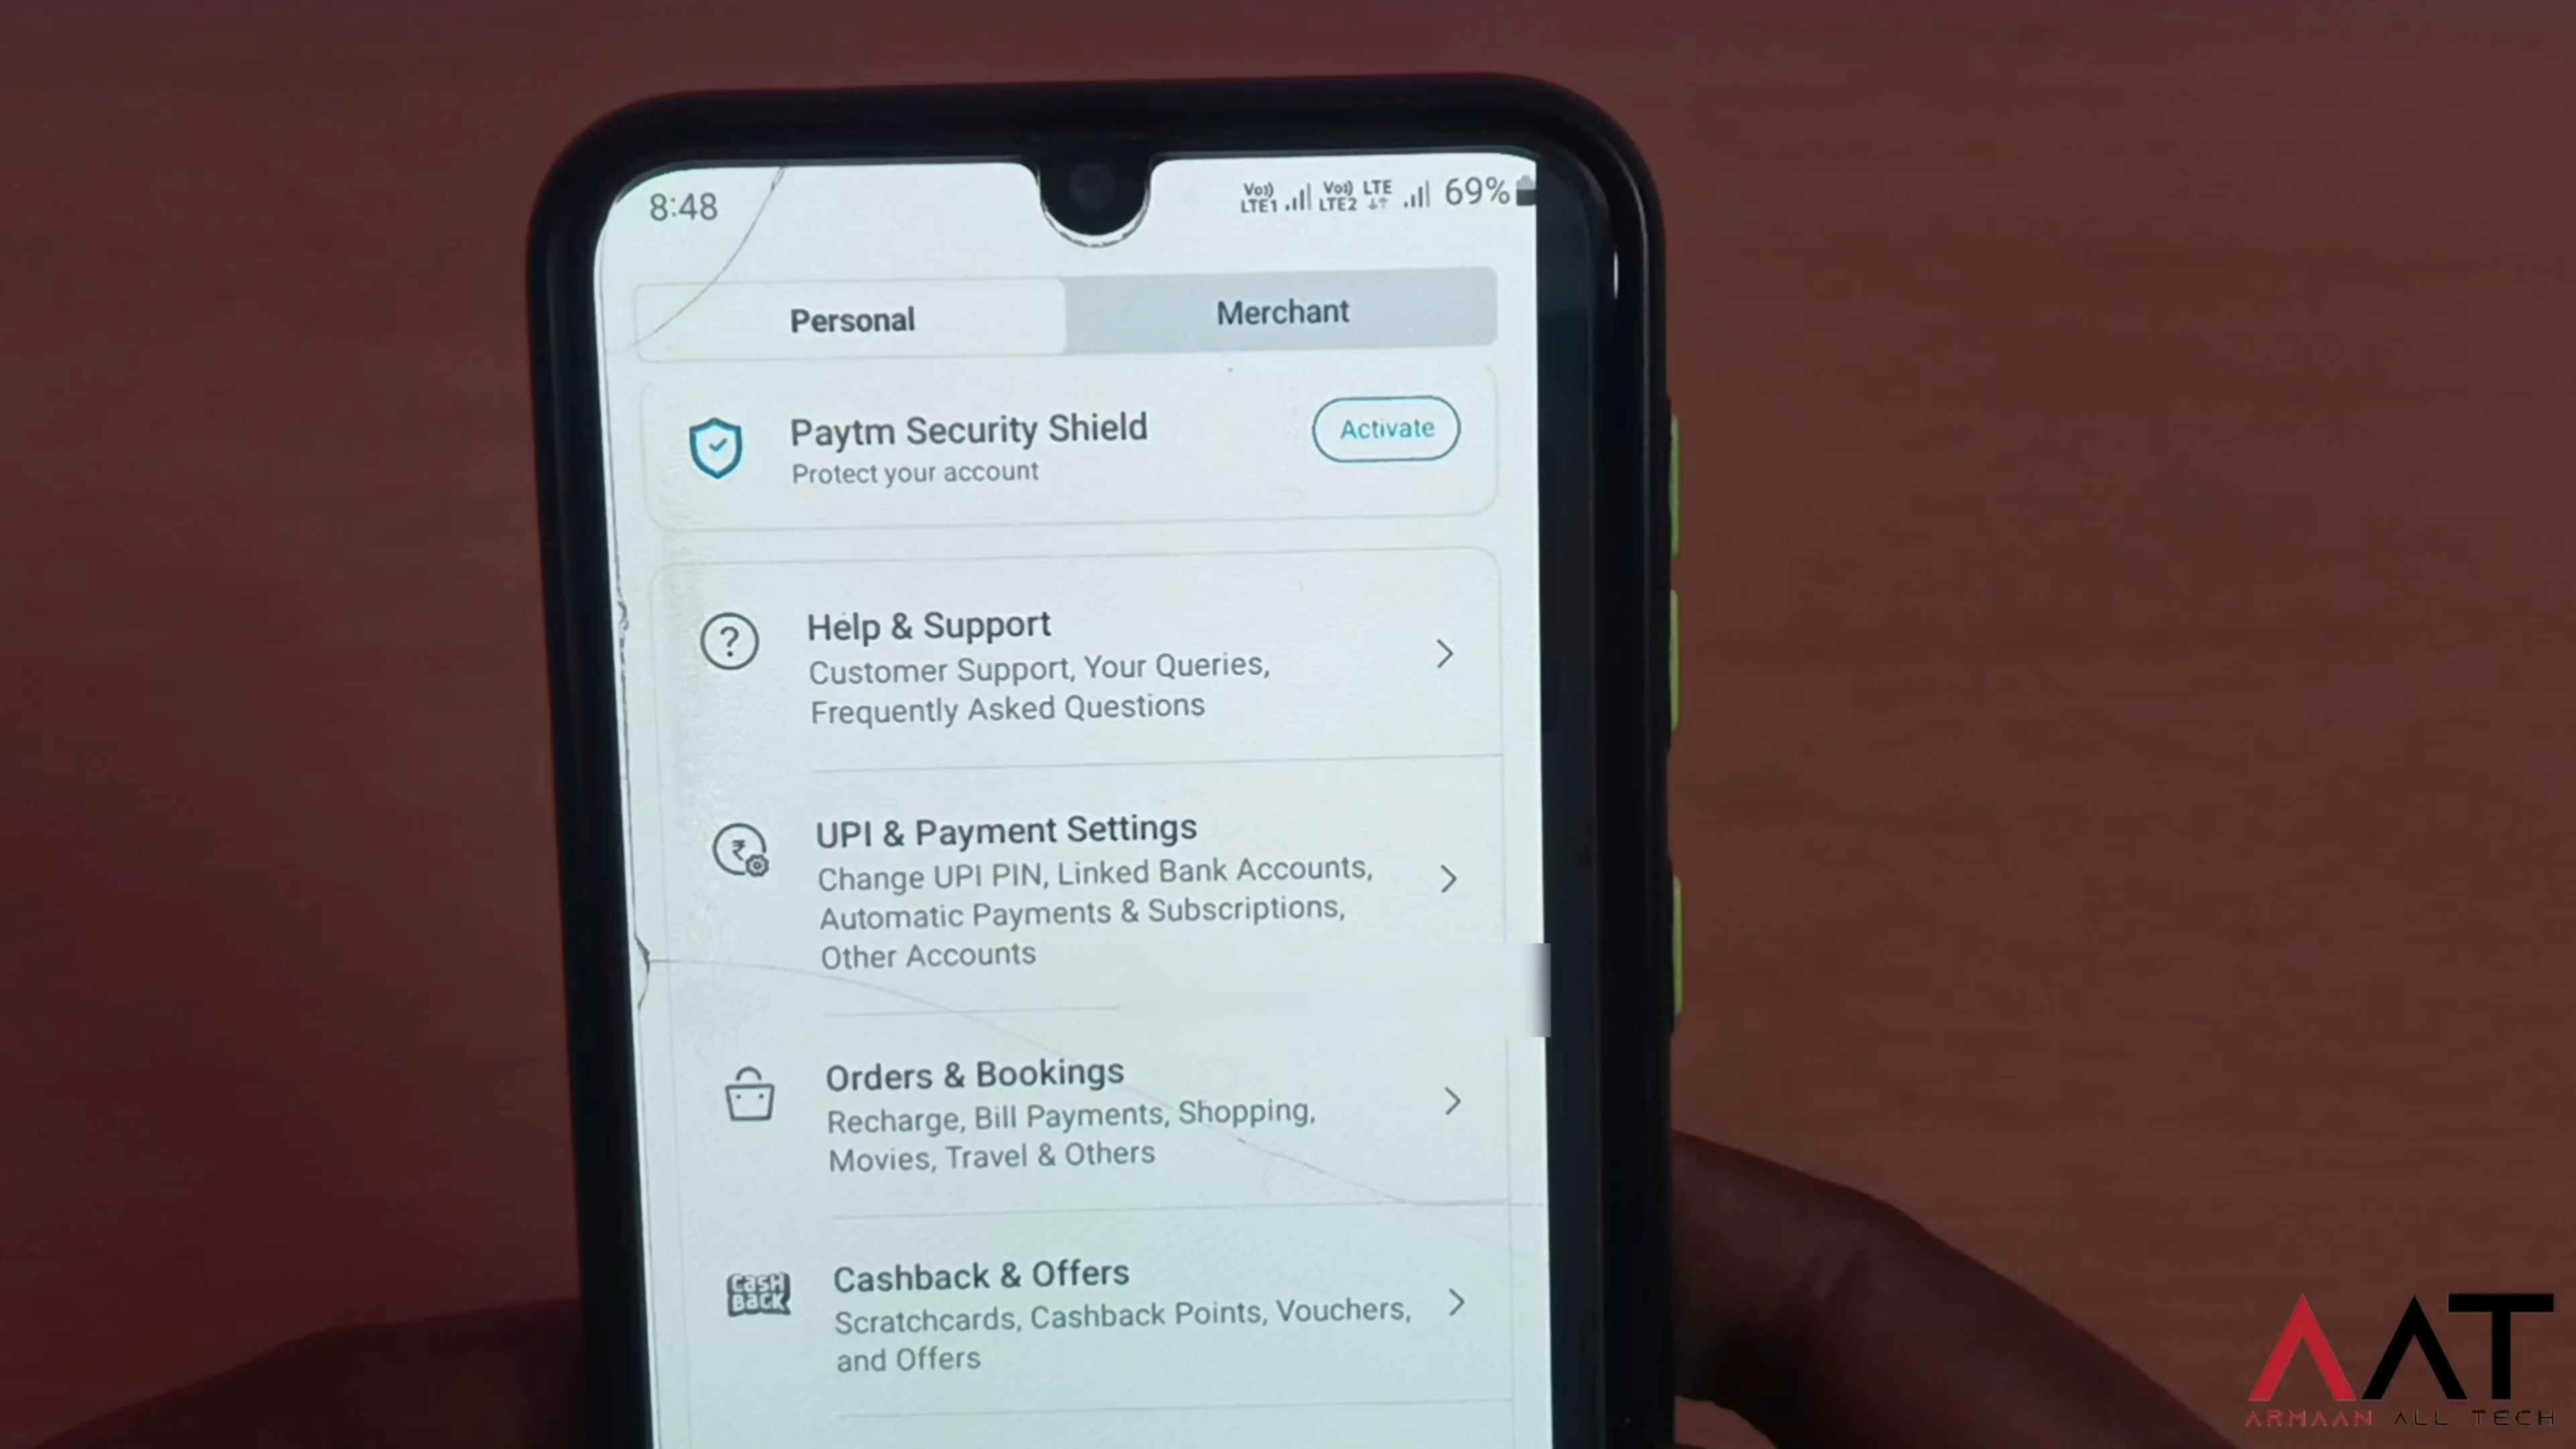 8:48
Vo)) LTE1 Vo)) LTE2 LTE 69%
Personal
Merchant
Paytm Security Shield
Activate
Protect your account
Help & Support
Customer Support, Your Queries,
Frequently Asked Questions
UPI & Payment Settings
Change UPI PIN, Linked Bank Accounts,
Automatic Payments & Subscriptions,
Other Accounts
Orders & Bookings
Recharge, Bill Payments, Shopping,
Movies, Travel & Others
CASH
BACK
Cashback & Offers
Scratchcards, Cashback Points, Vouchers,
and Offers
AAT
ARMAAN ALL TECH